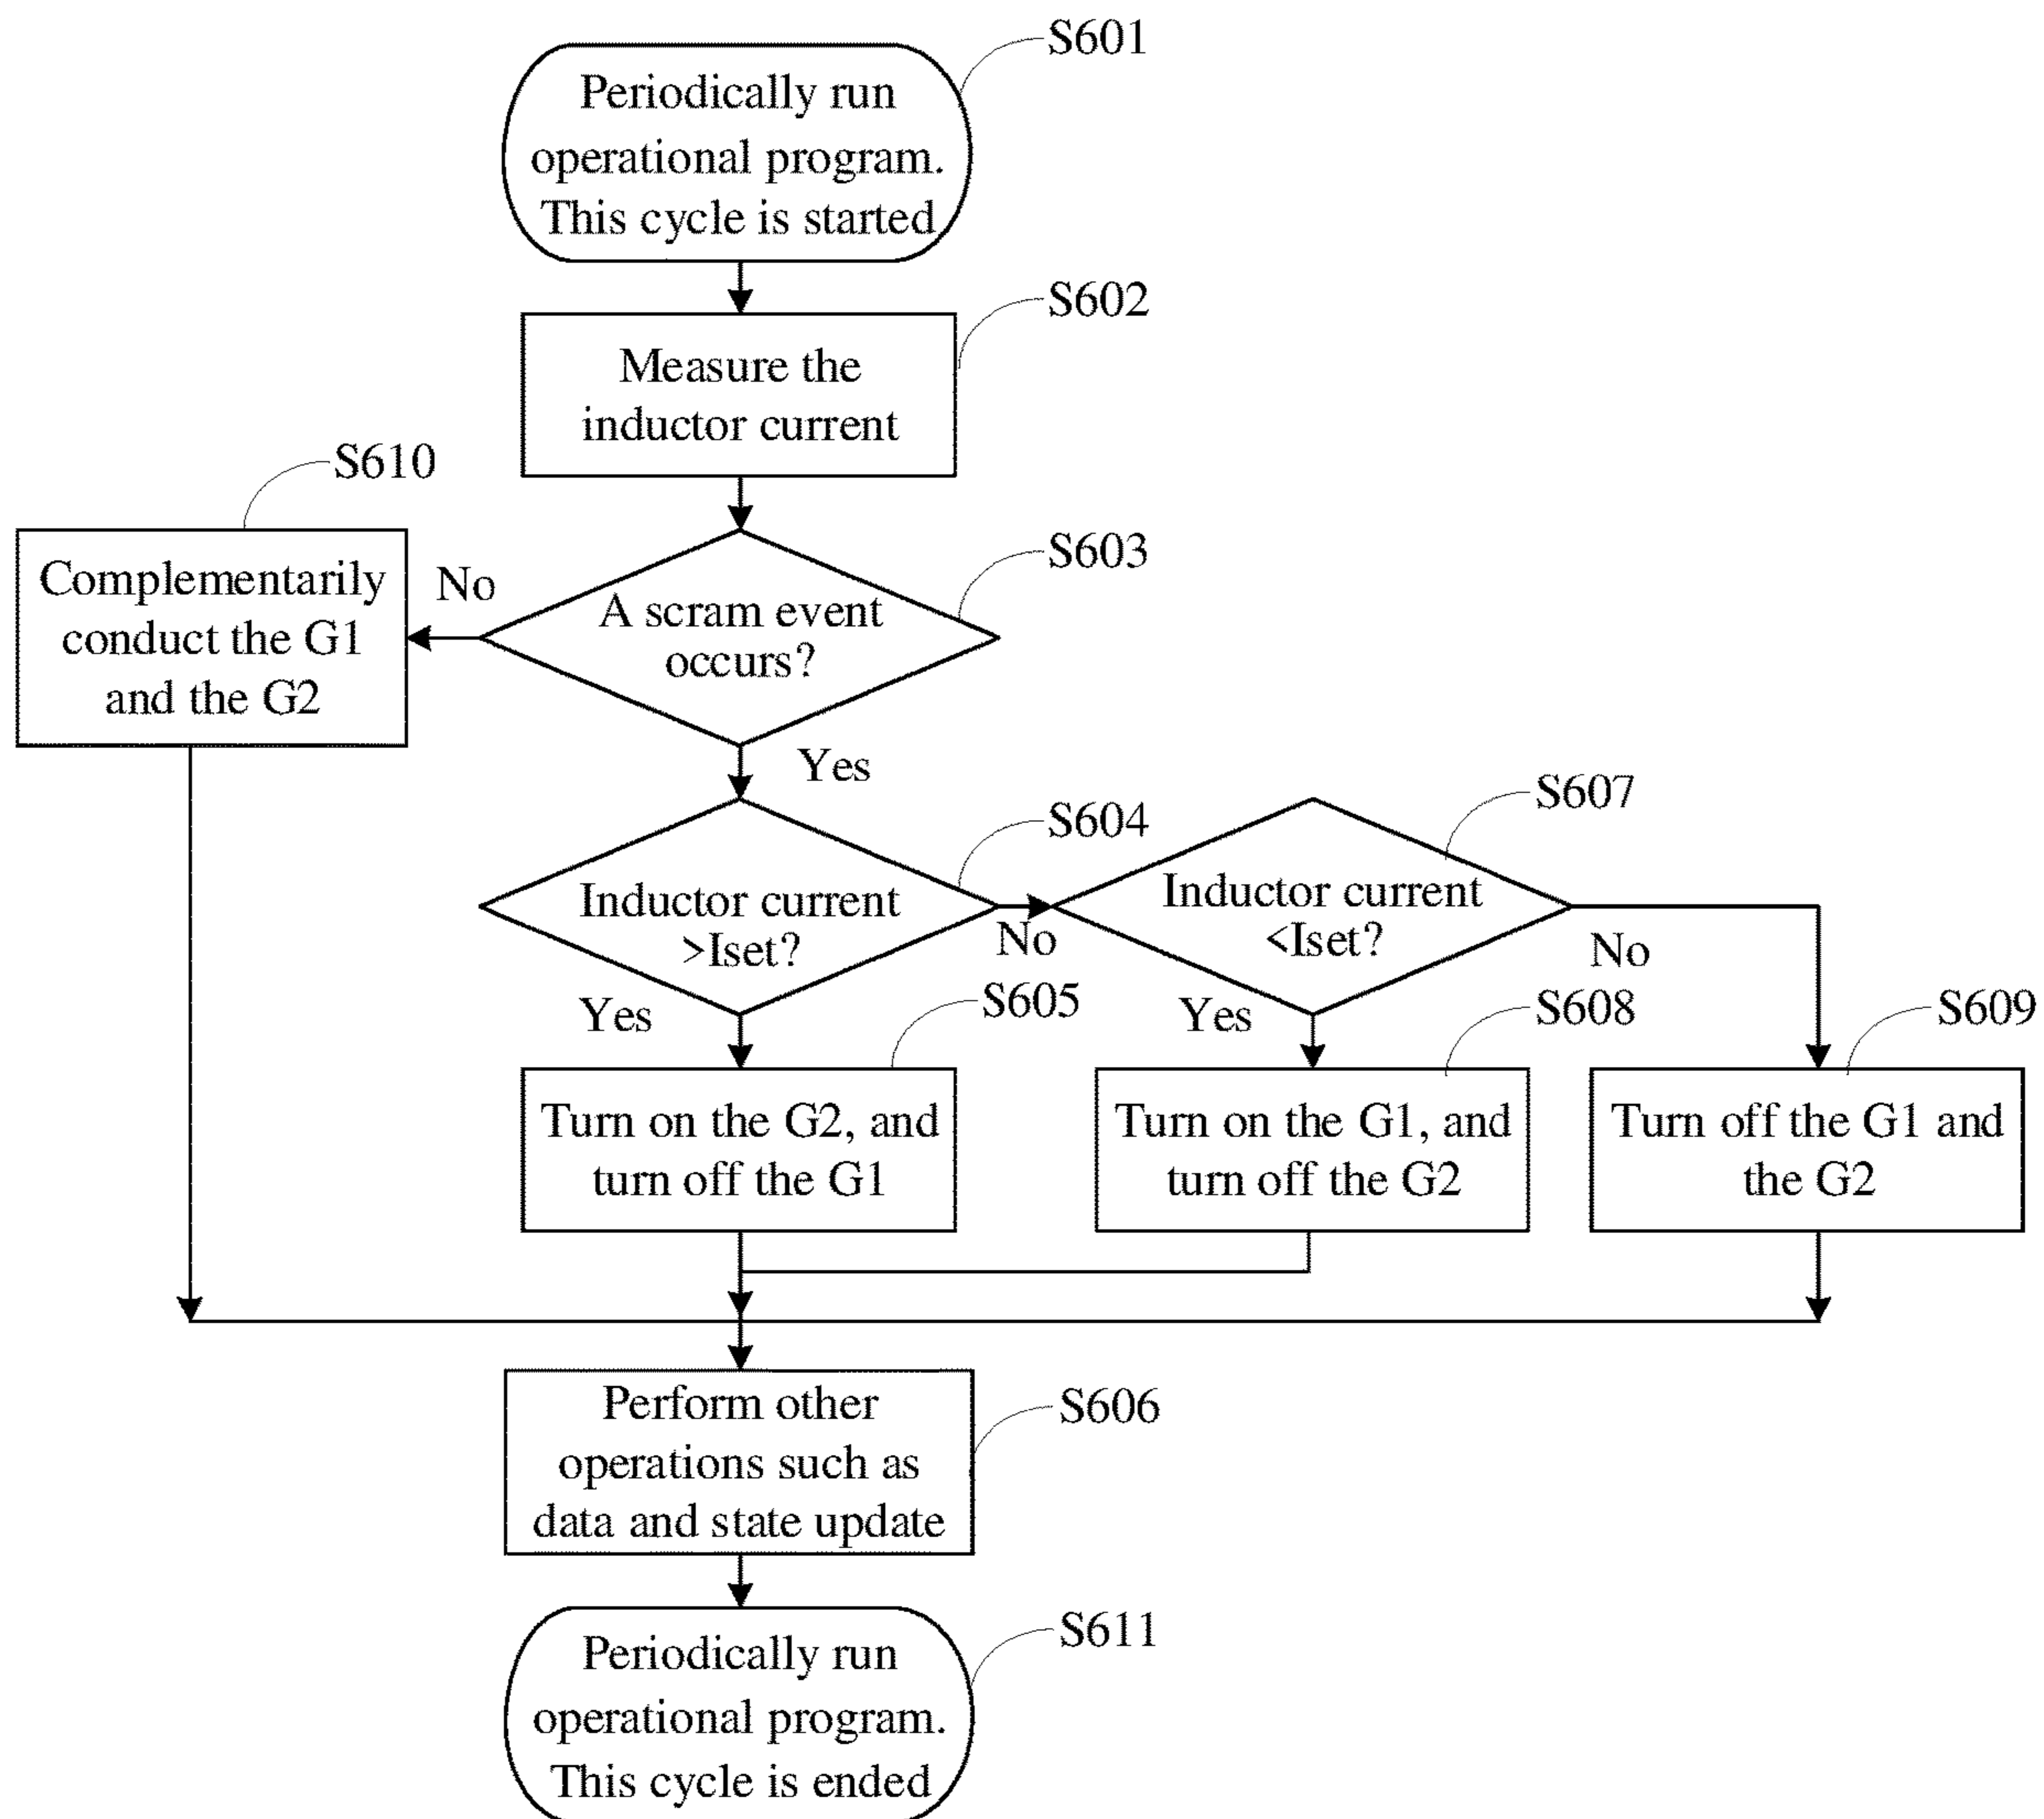 S601
Periodically run
operational program.
This cycle is started
S602
Measure the
inductor current
S610
Complementarily
conduct the G1
and the G2
No
S603
A scram event
occurs?
Yes
S604
Inductor current
>Iset?
No
S607
Inductor current
<Iset?
No
Yes
S605
Turn on the G2, and
turn off the G1
Yes
S608
Turn on the G1, and
turn off the G2
S609
Turn off the G1 and
the G2
S606
Perform other
operations such as
data and state update
S611
Periodically run
operational program.
This cycle is ended